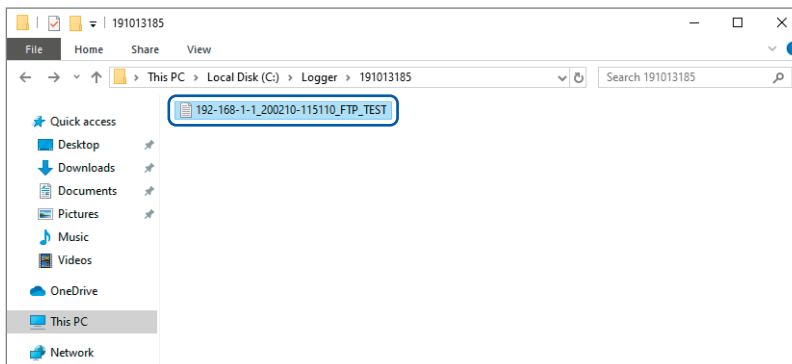 191013185
File Home Share View
This PC > Local Disk (C:) > Logger > 191013185 Search 191013185
Quick access
192-168-1-1_200210-115110_FTP_TEST
Desktop
Downloads
Documents
Pictures
Music
Videos
OneDrive
This PC
Network